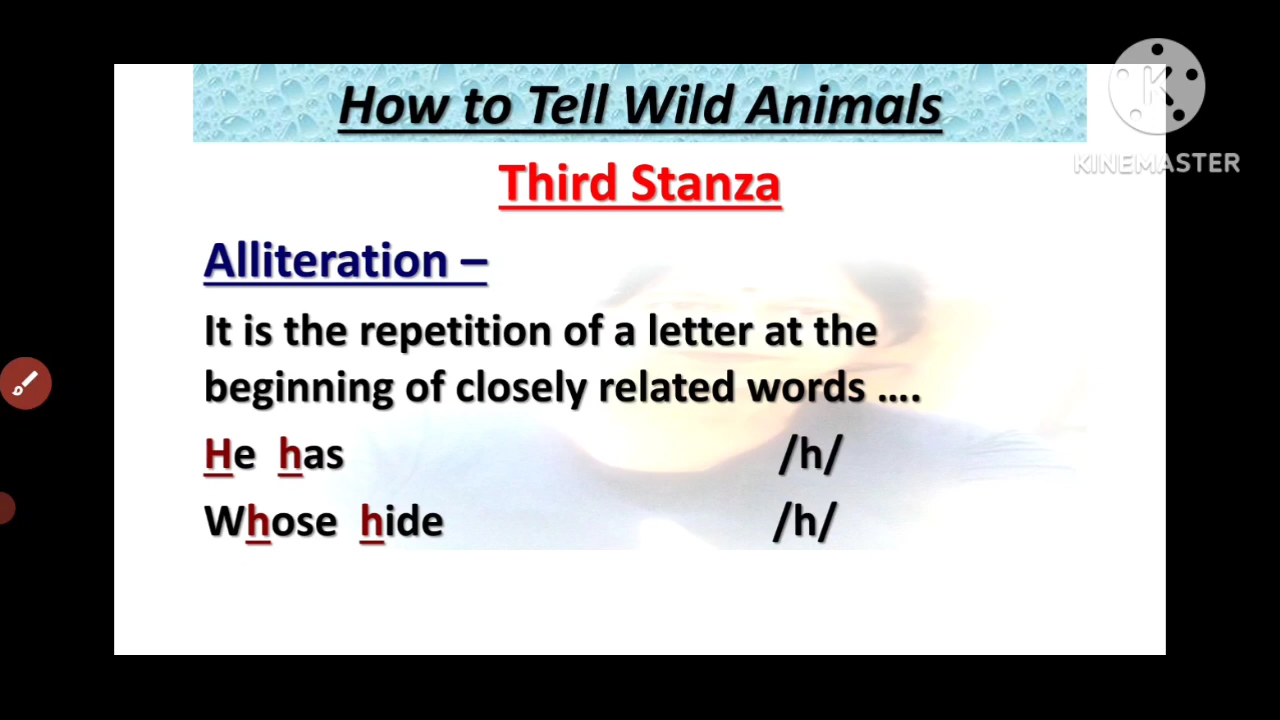 How to Tell Wild Animals
KINEMASTER
Third Stanza
Alliteration –
It is the repetition of a letter at the
beginning of closely related words ....
He has /h/
Whose hide /h/